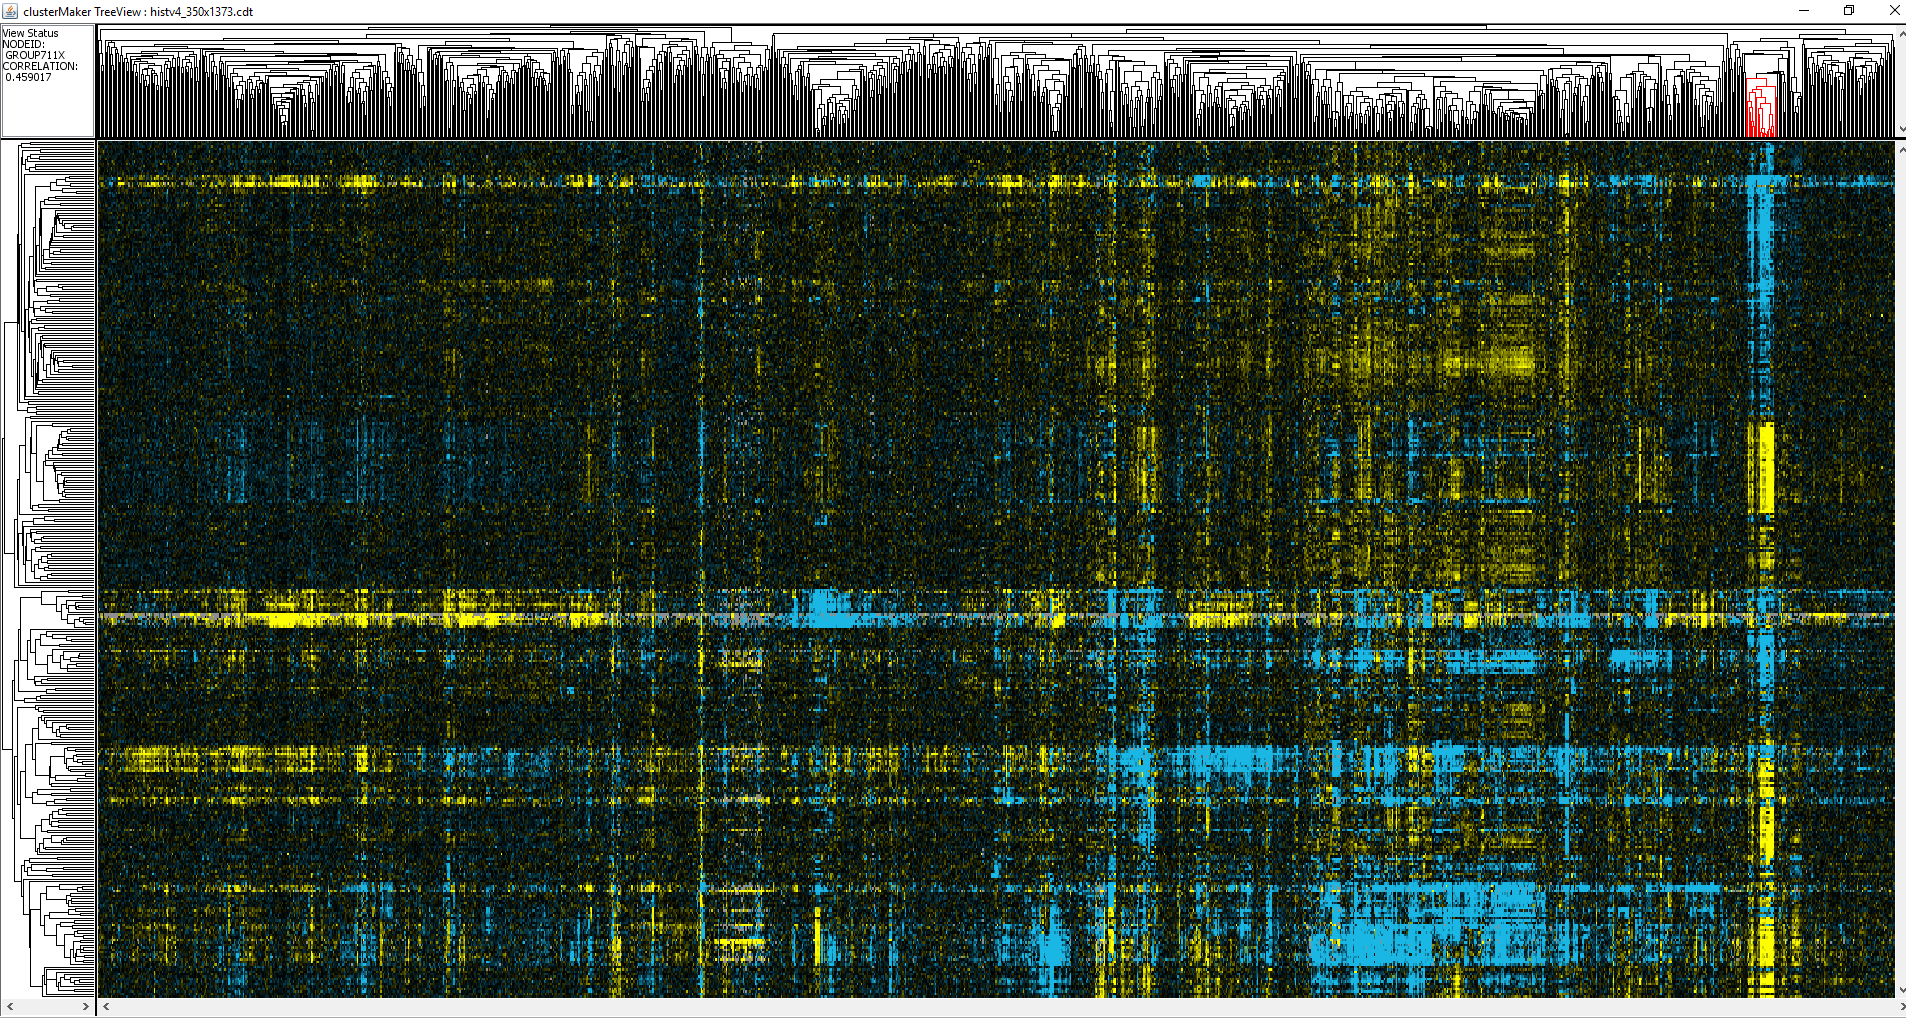 clusterMaker TreeView : histv4_350x1373.cdt
View Status
NODEID:
GROUP711X
CORRELATION:
0.459017